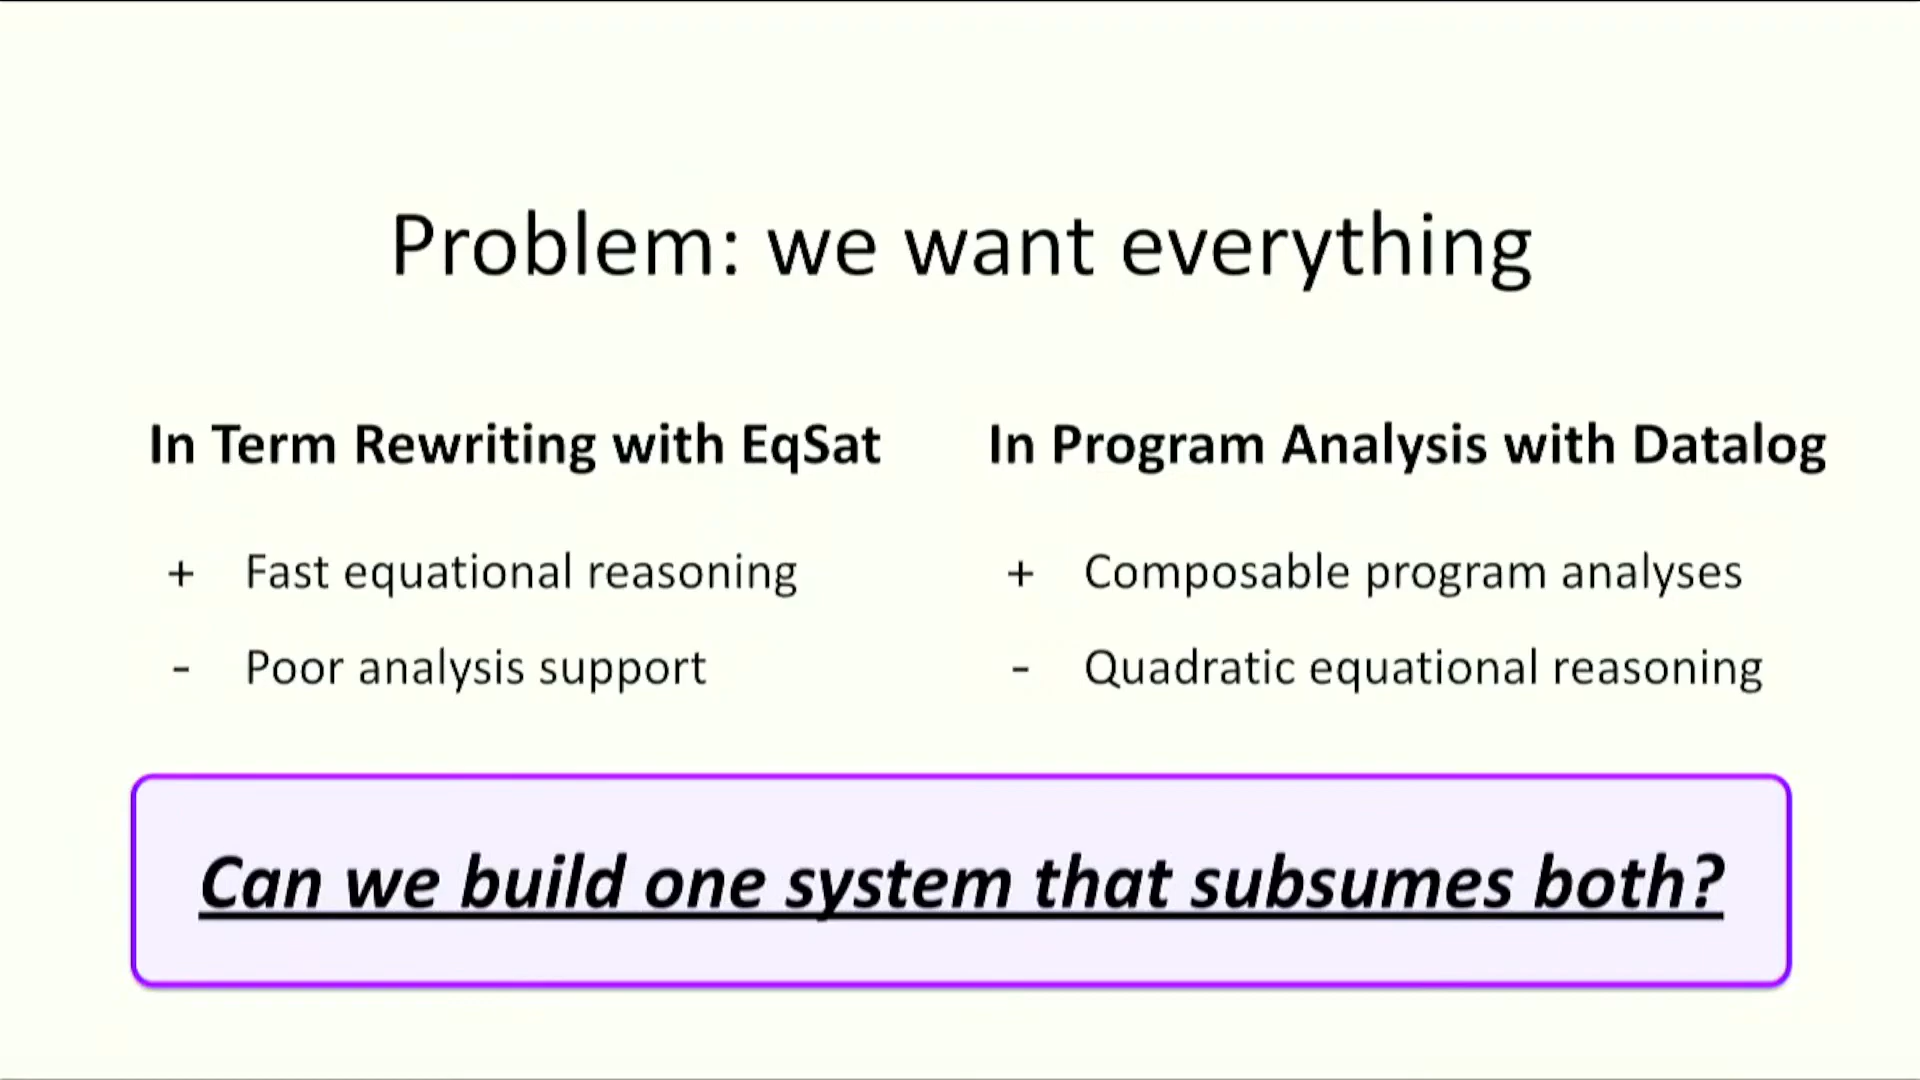 Problem: we want everything
In Term Rewriting with EqSat
+ Fast equational reasoning
- Poor analysis support
In Program Analysis with Datalog
+ Composable program analyses
- Quadratic equational reasoning
Can we build one system that subsumes both?